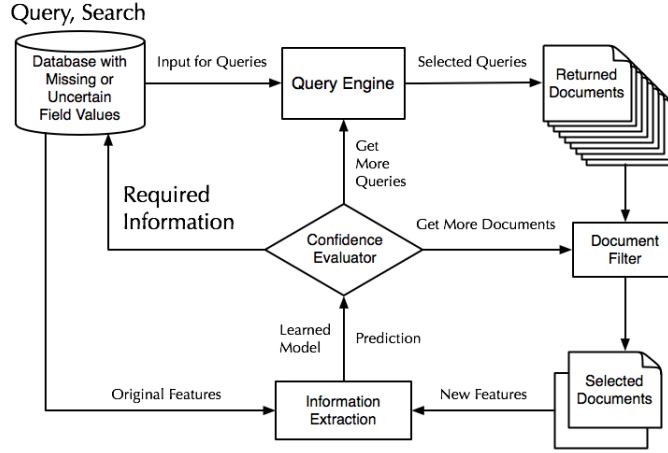 Query, Search
Database with
Missing or
Uncertain
Field Values
Input for Queries
Query Engine
Selected Queries
Returned
Documents
Get
More
Queries
Required
Information
Confidence
Evaluator
Get More Documents
Document
Filter
Learned
Model
Prediction
Original Features
Information
Extraction
New Features
Selected
Documents